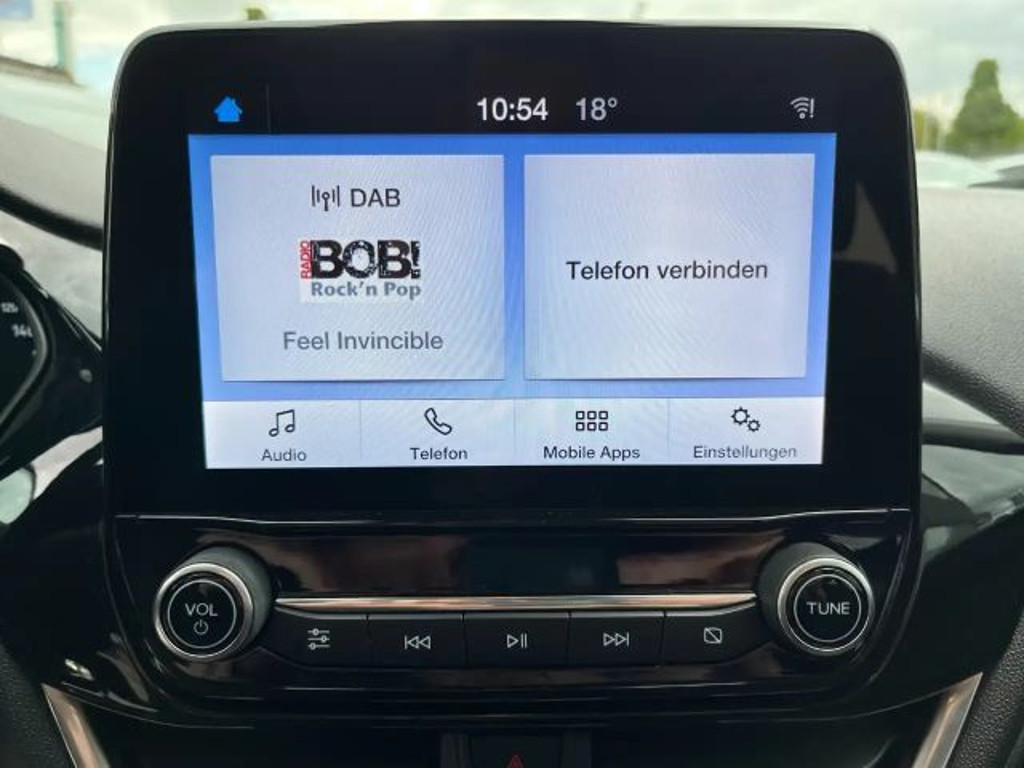 10:54 18°
DAB
RADIO BOB!
Rock'n Pop
Feel Invincible
Telefon verbinden
Audio
Telefon
Mobile Apps
Einstellungen
VOL
TUNE